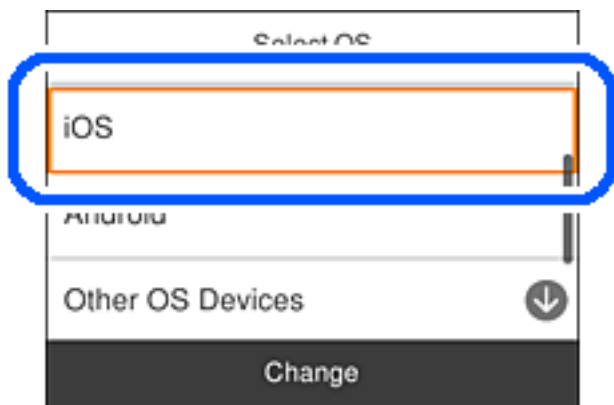 Select OS
iOS
Android
Other OS Devices
Change